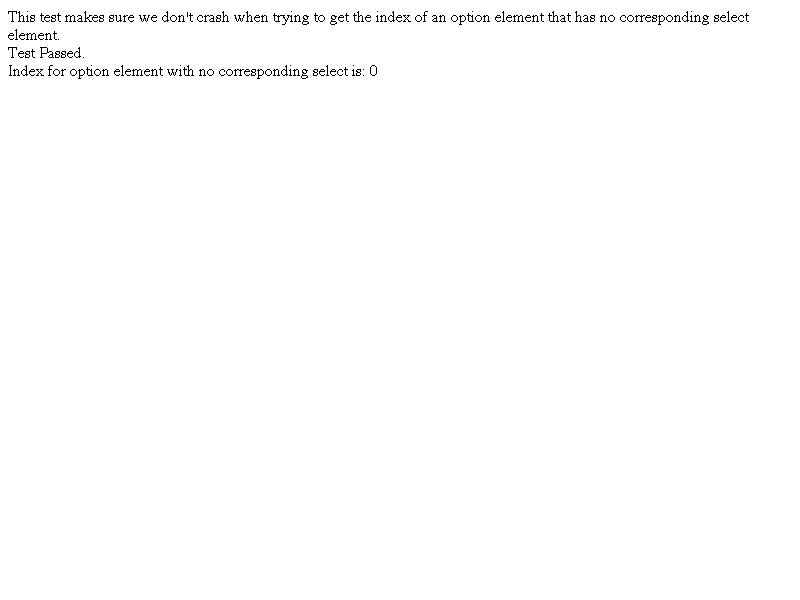 This test makes sure we don't crash when trying to get the index of an option element that has no corresponding select
element.
Test Passed.
Index for option element with no corresponding select is: 0